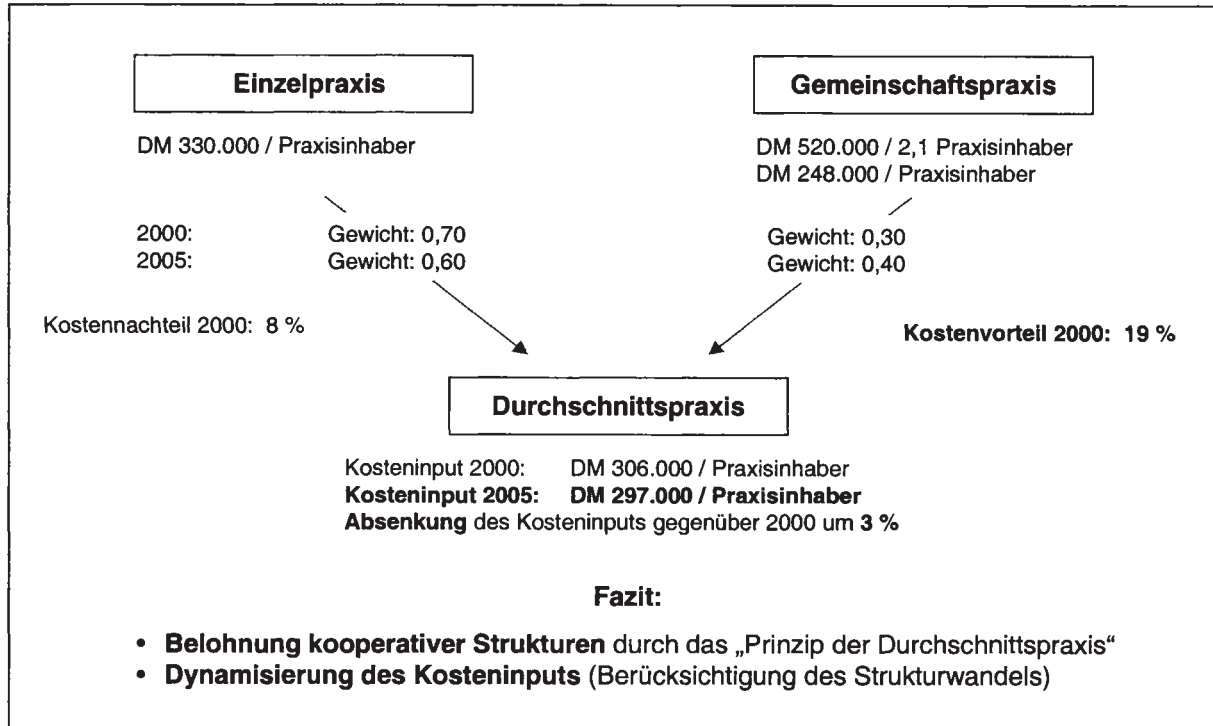 Einzelpraxis
Gemeinschaftspraxis
DM 330.000 / Praxisinhaber
DM 520.000 / 2,1 Praxisinhaber
DM 248.000 / Praxisinhaber
2000: Gewicht: 0,70
Gewicht: 0,30
2005: Gewicht: 0,60
Gewicht: 0,40
Kostennachteil 2000: 8 %
Kostenvorteil 2000: 19 %
Durchschnittspraxis
Kosteninput 2000: DM 306.000 / Praxisinhaber
Kosteninput 2005: DM 297.000 / Praxisinhaber
Absenkung des Kosteninputs gegenüber 2000 um 3 %
Fazit:
• Belohnung kooperativer Strukturen durch das „Prinzip der Durchschnittspraxis“
• Dynamisierung des Kosteninputs (Berücksichtigung des Strukturwandels)